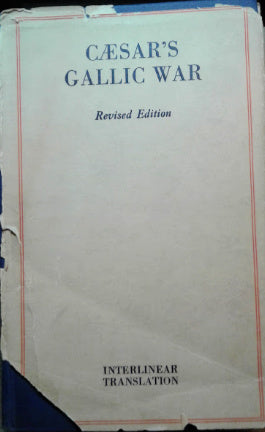 CÆSAR'S
GALLIC WAR
Revised Edition
INTERLINEAR
TRANSLATION